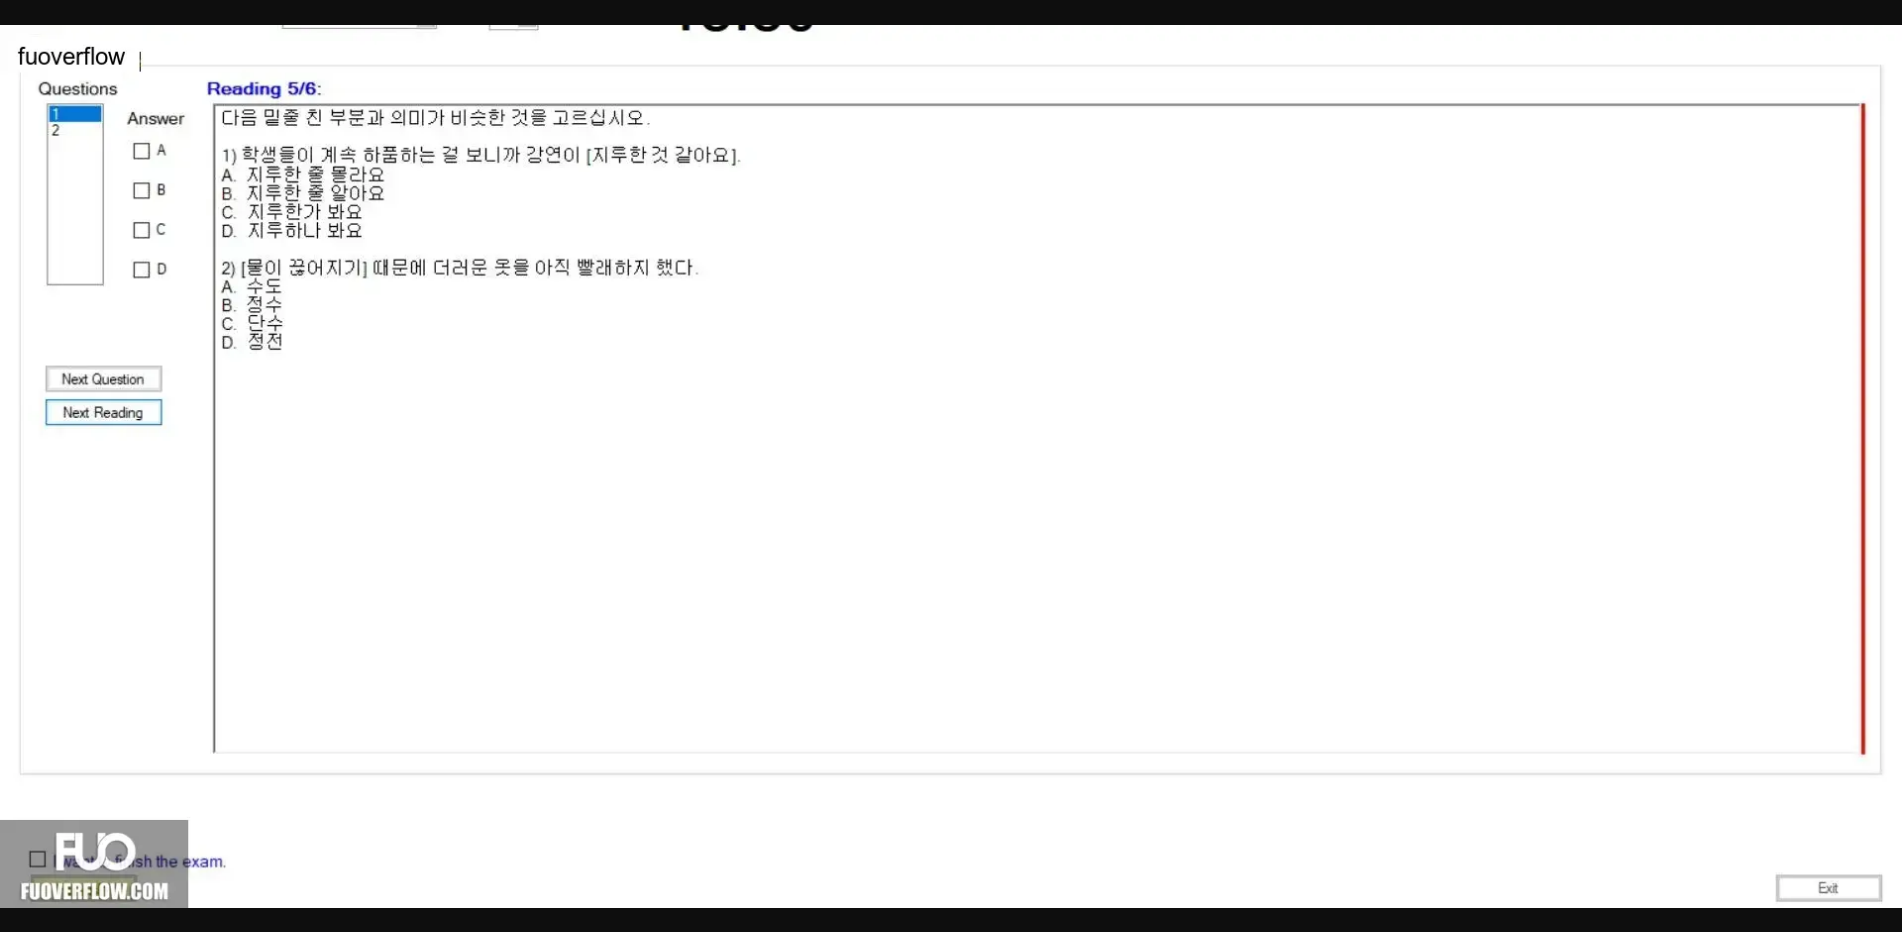 fuoverflow
Questions
Reading 5/6:
1
2
Answer
A
B
C
D
다음 밑줄 친 부분과 의미가 비슷한 것을 고르십시오.
1) 학생들이 계속 하품하는 걸 보니까 강연이 [지루한 것 같아요].
A. 지루한 줄 몰라요
B. 지루한 줄 알아요
C. 지루한가 봐요
D. 지루하나 봐요
2) [물이 끊어지기] 때문에 더러운 옷을 아직 빨래하지 했다.
A. 수도
B. 정수
C. 단수
D. 정전
Next Question
Next Reading
FUO
finish the exam.
FUOVERFLOW.COM
Exit